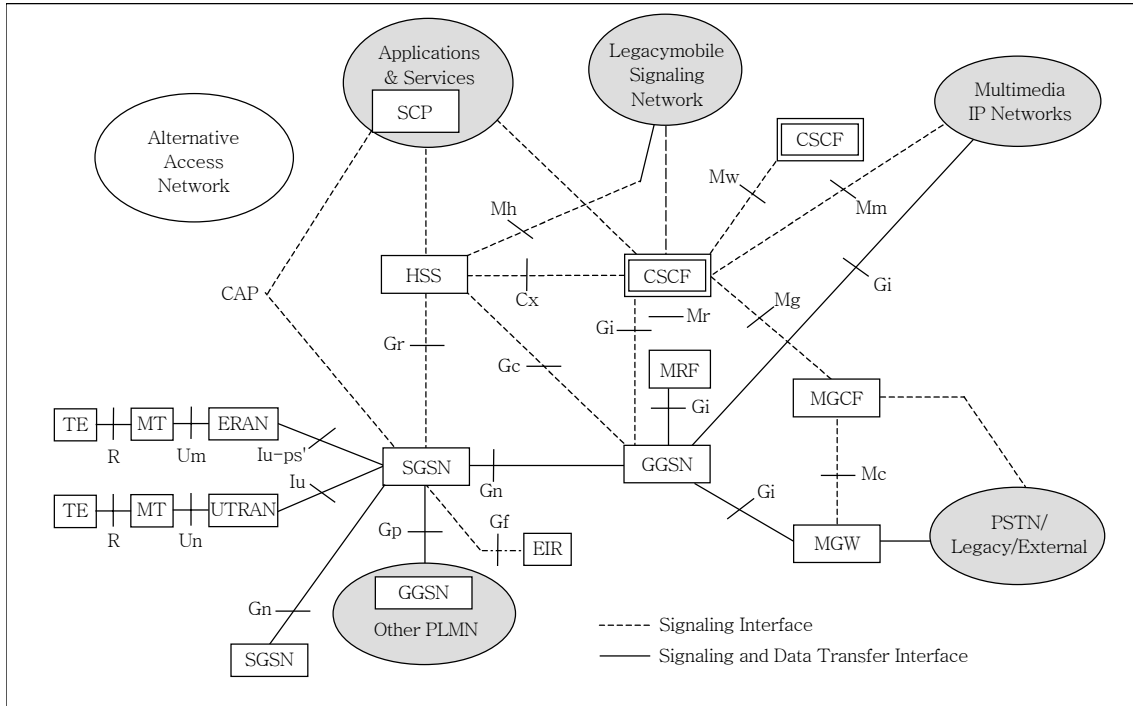 Applications
& Services
SCP
Legacymobile
Signaling
Network
Multimedia
IP Networks
Alternative
Access
Network
CSCF
Mw
Mm
Mh
HSS
CSCF
CAP
Cx
Gi
Mg
Gi
Mr
Gr
Gc
MRF
MGCF
Gi
TE
MT
ERAN
R
Um
Iu-ps'
SGSN
GGSN
Iu
Gn
Mc
Gi
TE
MT
UTRAN
R
Un
Gp
Gf
EIR
MGW
PSTN/
Legacy/External
GGSN
Other PLMN
Gn
SGSN
Signaling Interface
Signaling and Data Transfer Interface